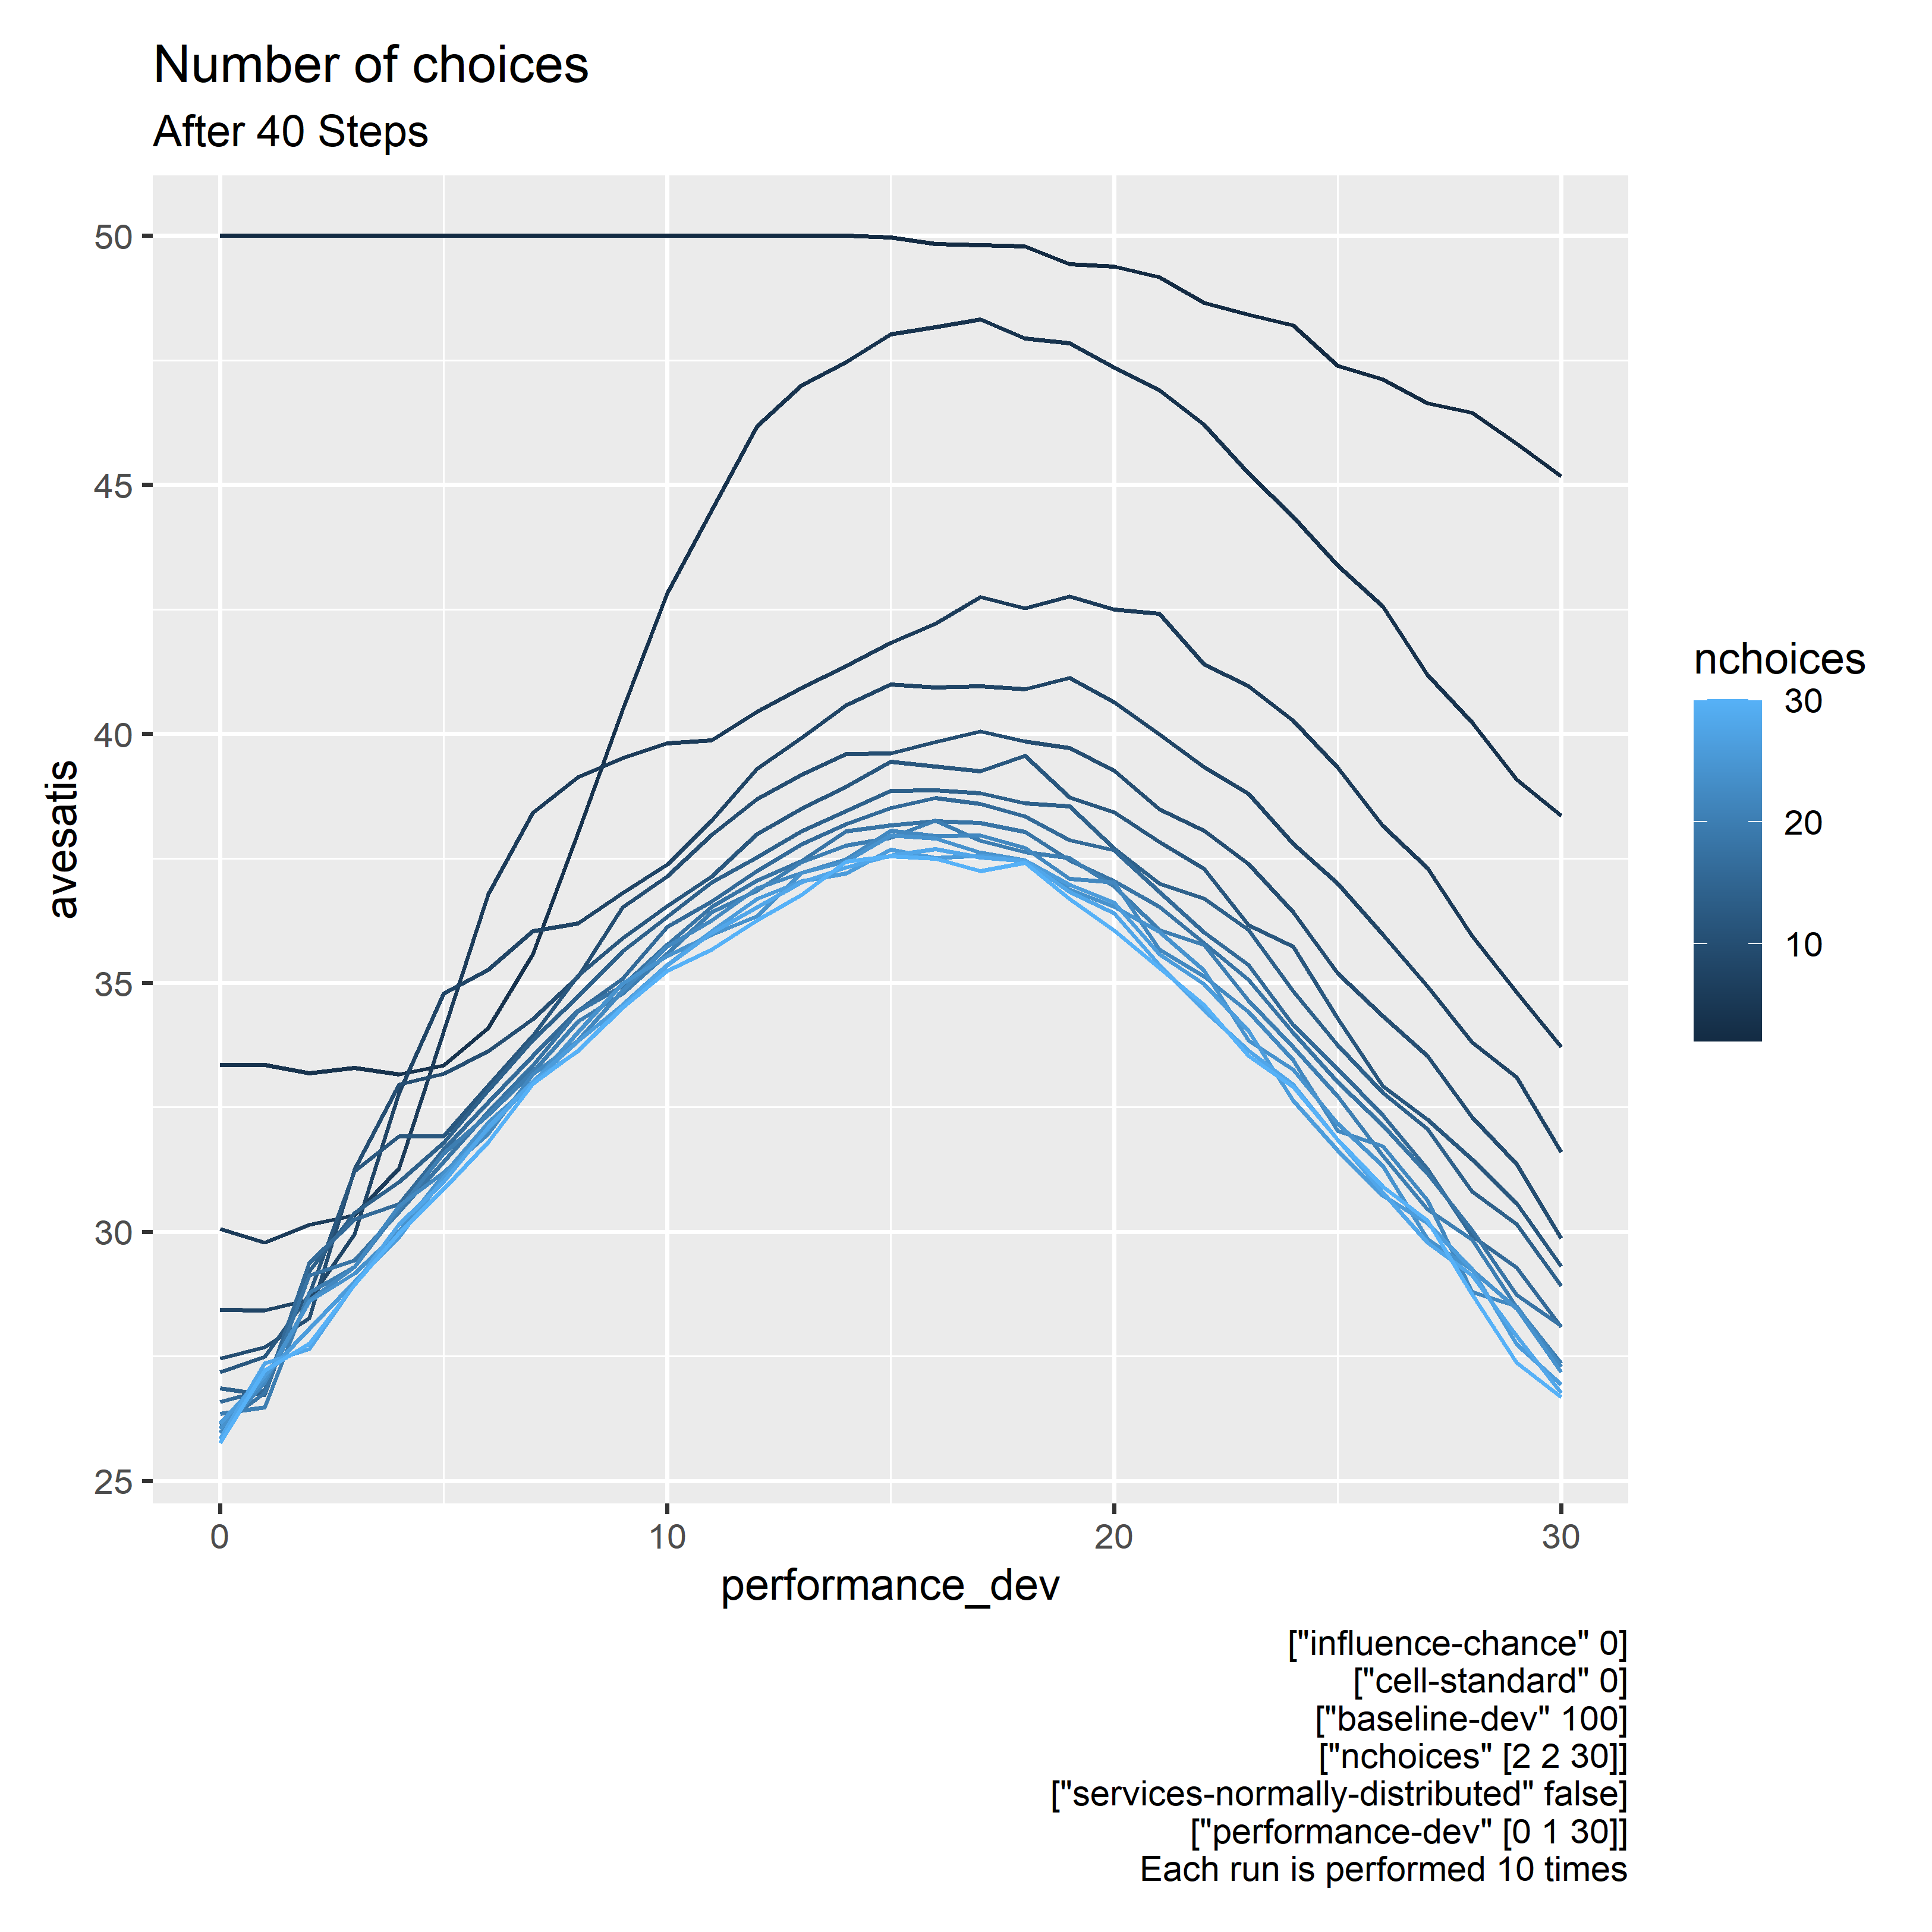 Number of choices
After 40 Steps
50
45
40
35
30
25
avesatis
0 10 20 30
performance_dev
nchoices
30
20
10
["influence-chance" 0]
["cell-standard" 0]
["baseline-dev" 100]
["nchoices" [2 2 30]]
["services-normally-distributed" false]
["performance-dev" [0 1 30]]
Each run is performed 10 times